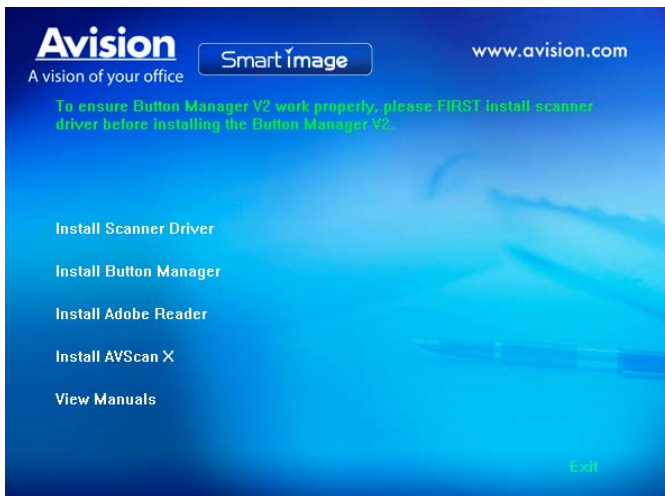 Avision
A vision of your office
Smart image
www.avision.com
To ensure Button Manager V2 work properly, please FIRST install scanner
driver before installing the Button Manager V2.
Install Scanner Driver
Install Button Manager
Install Adobe Reader
Install AVScan X
View Manuals
Exit